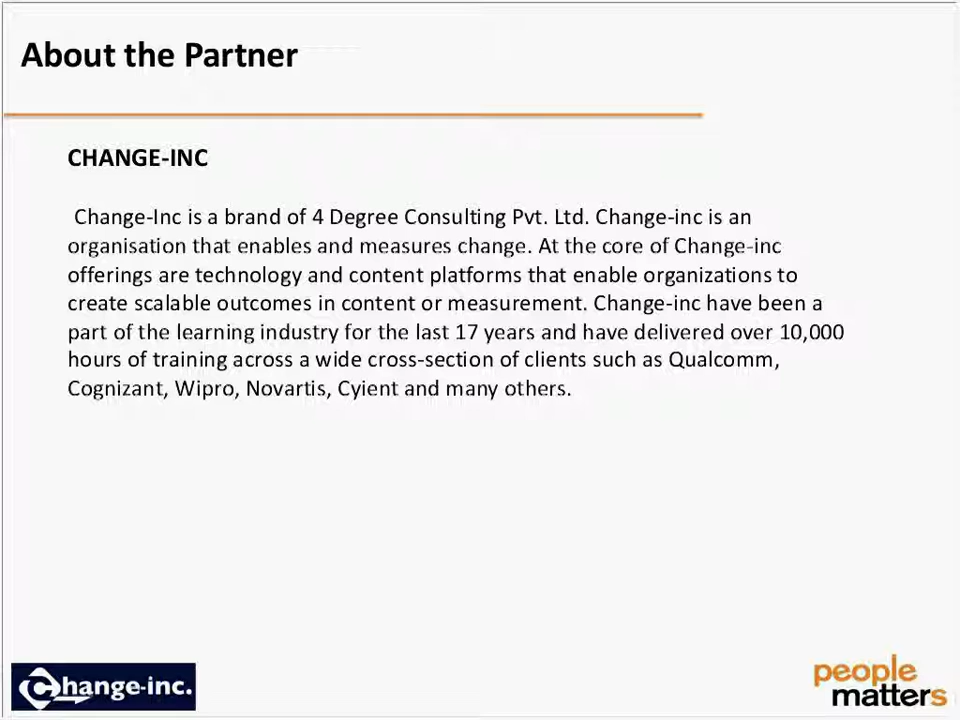 About the Partner
CHANGE-INC
Change-Inc is a brand of 4 Degree Consulting Pvt. Ltd. Change-inc is an
organisation that enables and measures change. At the core of Change-inc
offerings are technology and content platforms that enable organizations to
create scalable outcomes in content or measurement. Change-inc have been a
part of the learning industry for the last 17 years and have delivered over 10,000
hours of training across a wide cross-section of clients such as Qualcomm,
Cognizant, Wipro, Novartis, Cyient and many others.
Change-inc.
people
matters